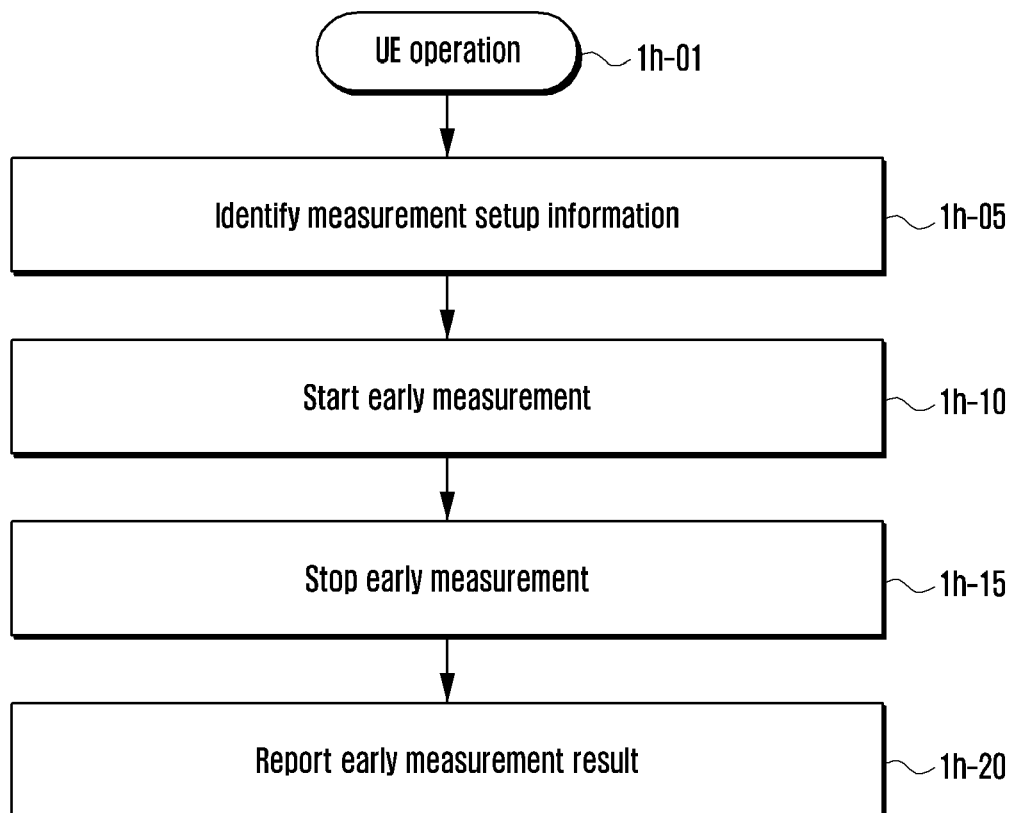 UE operation
1h-01
Identify measurement setup information
1h-05
Start early measurement
1h-10
Stop early measurement
1h-15
Report early measurement result
1h-20